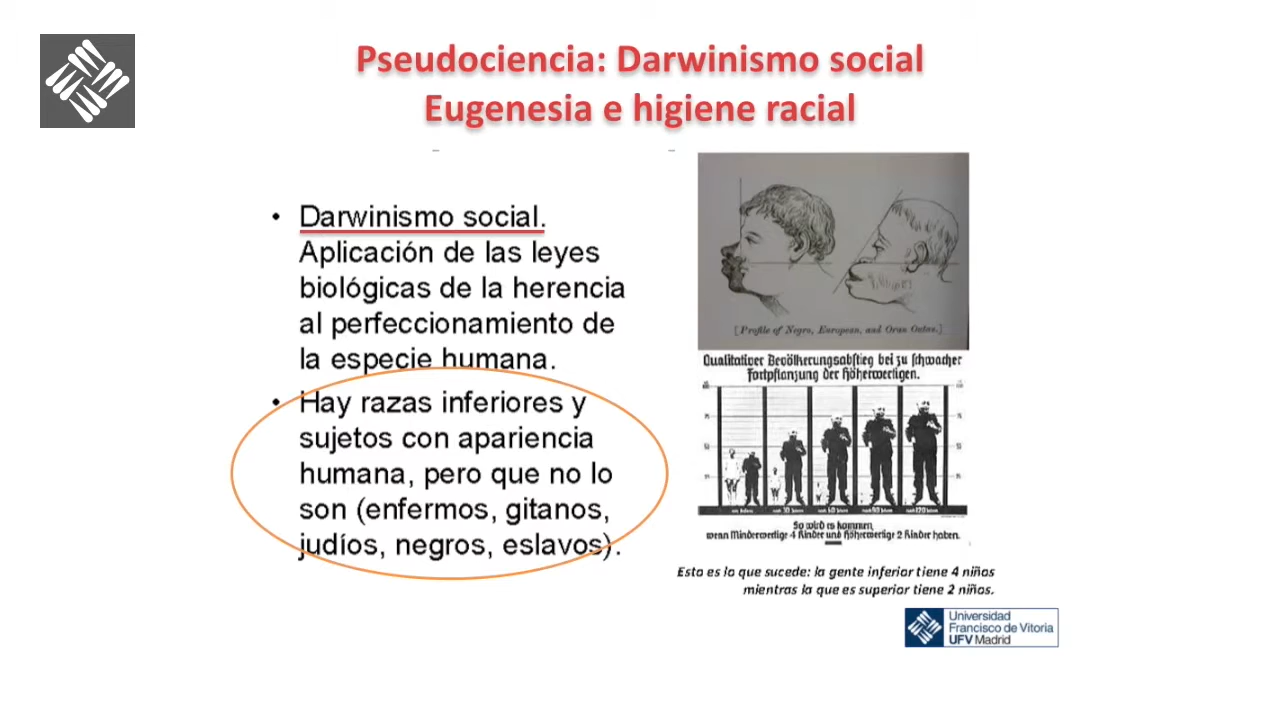 Pseudociencia: Darwinismo social
Eugenesia e higiene racial
• Darwinismo social.
Aplicación de las leyes
biológicas de la herencia
al perfeccionamiento de
la especie humana.
• Hay razas inferiores y
sujetos con apariencia
humana, pero que no lo
son (enfermos, gitanos,
judíos, negros, eslavos).
[Profile of Negro, European, and Oran Outan.]
Qualitativer Bevölkerungsabstieg bei zu schwacher
Fortpflanzung der Höherwertigen.
So wird es kommen,
wenn Minderwertige 4 Kinder und Höherwertige 2 Kinder haben.
Esto es lo que sucede: la gente inferior tiene 4 niños
mientras la que es superior tiene 2 niños.
Universidad
Francisco de Vitoria
UFV Madrid